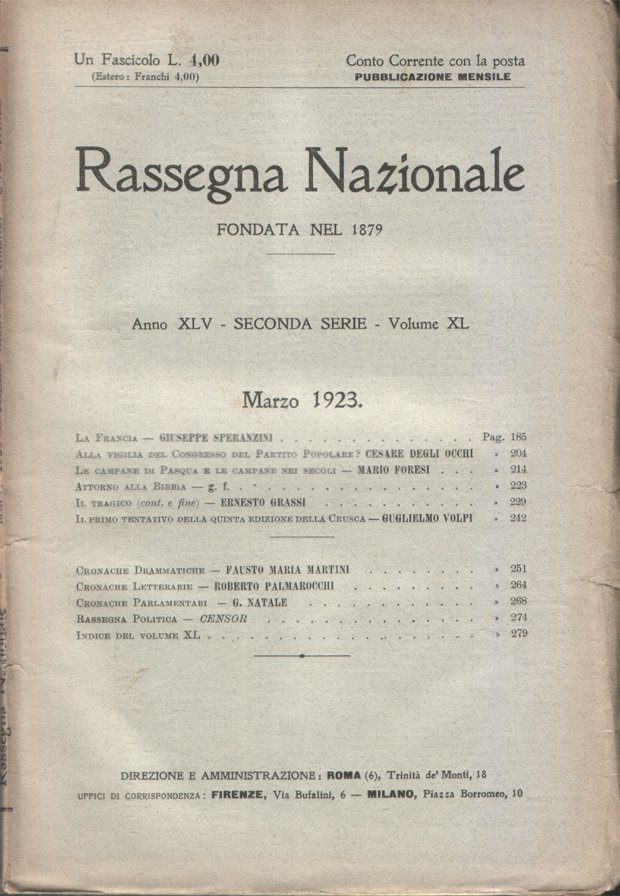 Un Fascicolo L. 4,00
(Estero: Franchi 4,00)
Conto Corrente con la posta
PUBBLICAZIONE MENSILE
Rassegna Nazionale
FONDATA NEL 1879
Anno XLV - SECONDA SERIE - Volume XL
Marzo 1923.
LA FRANCIA — GIUSEPPE SPERANZINI . . . . . . . . . . . . . . Pag. 185
ALLA VIGILIA DEL CONGRESSO DEL PARTITO POPOLARE? CESARE DEGLI OCCHI » 204
LE CAMPANE DI PASQUA E LE CAMPANE NEI SECOLI — MARIO FORESI . . . » 214
ATTORNO ALLA BIBBIA — g. f. . . . . . . . . . . . . . . . . » 223
IL TRAGICO (cont. e fine) — ERNESTO GRASSI . . . . . . . . . . . » 229
IL PRIMO TENTATIVO DELLA QUINTA EDIZIONE DELLA CRUSCA — GUGLIELMO VOLPI » 242
CRONACHE DRAMMATICHE — FAUSTO MARIA MARTINI . . . . . . . . » 251
CRONACHE LETTERARIE — ROBERTO PALMAROCCHI . . . . . . . . . » 264
CRONACHE PARLAMENTARI — G. NATALE . . . . . . . . . . . . » 268
RASSEGNA POLITICA — CENSOR . . . . . . . . . . . . . . . » 274
INDICE DEL VOLUME XL . . . . . . . . . . . . . . . . . . » 279
DIREZIONE E AMMINISTRAZIONE: ROMA (6), Trinità de' Monti, 18
UFFICI DI CORRISPONDENZA: FIRENZE, Via Bufalini, 6 — MILANO, Piazza Borromeo, 10